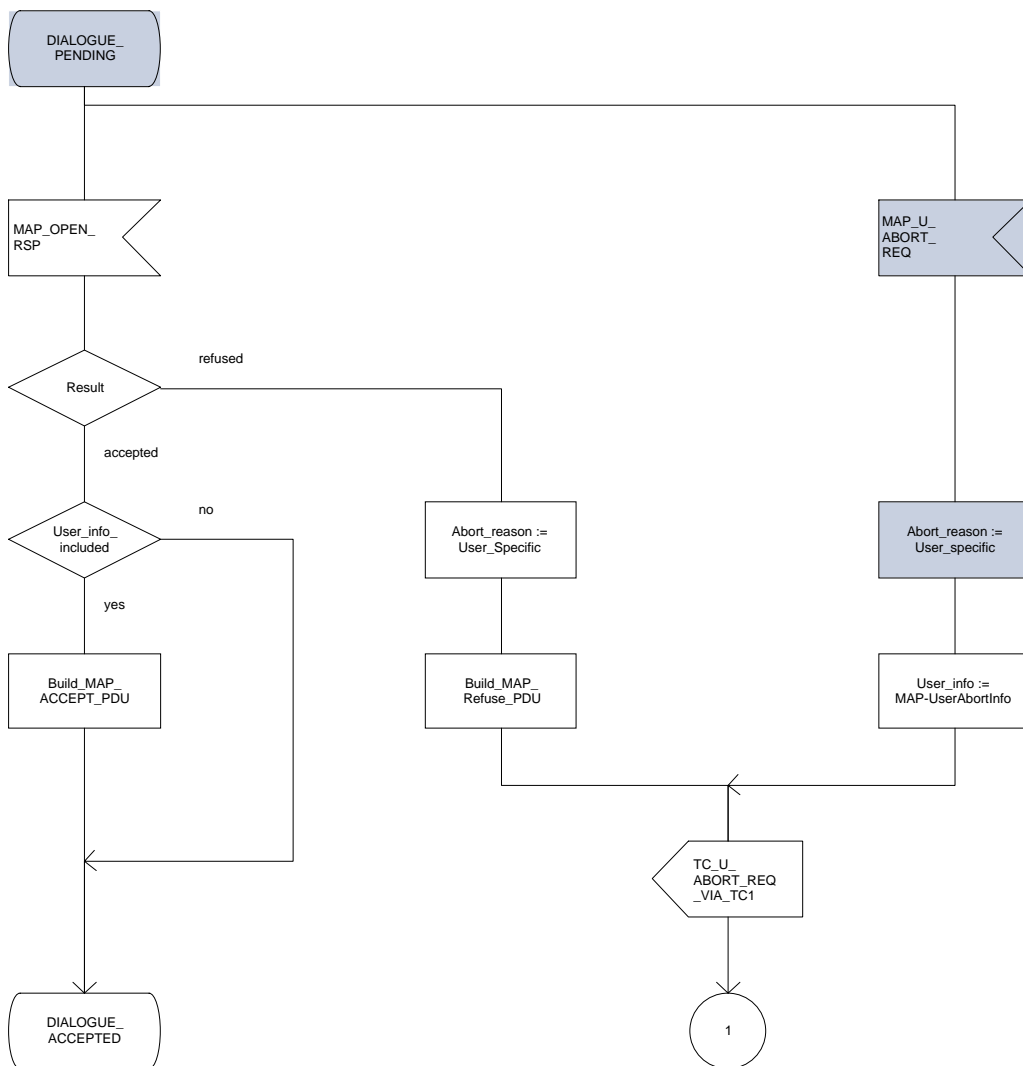 DIALOGUE_
PENDING
MAP_OPEN_
RSP
MAP_U_
ABORT_
REQ
Result
refused
accepted
User_info_
included
no
yes
Abort_reason :=
User_Specific
Abort_reason :=
User_specific
Build_MAP_
ACCEPT_PDU
Build_MAP_
Refuse_PDU
User_info :=
MAP-UserAbortInfo
TC_U_
ABORT_REQ
_VIA_TC1
DIALOGUE_
ACCEPTED
1